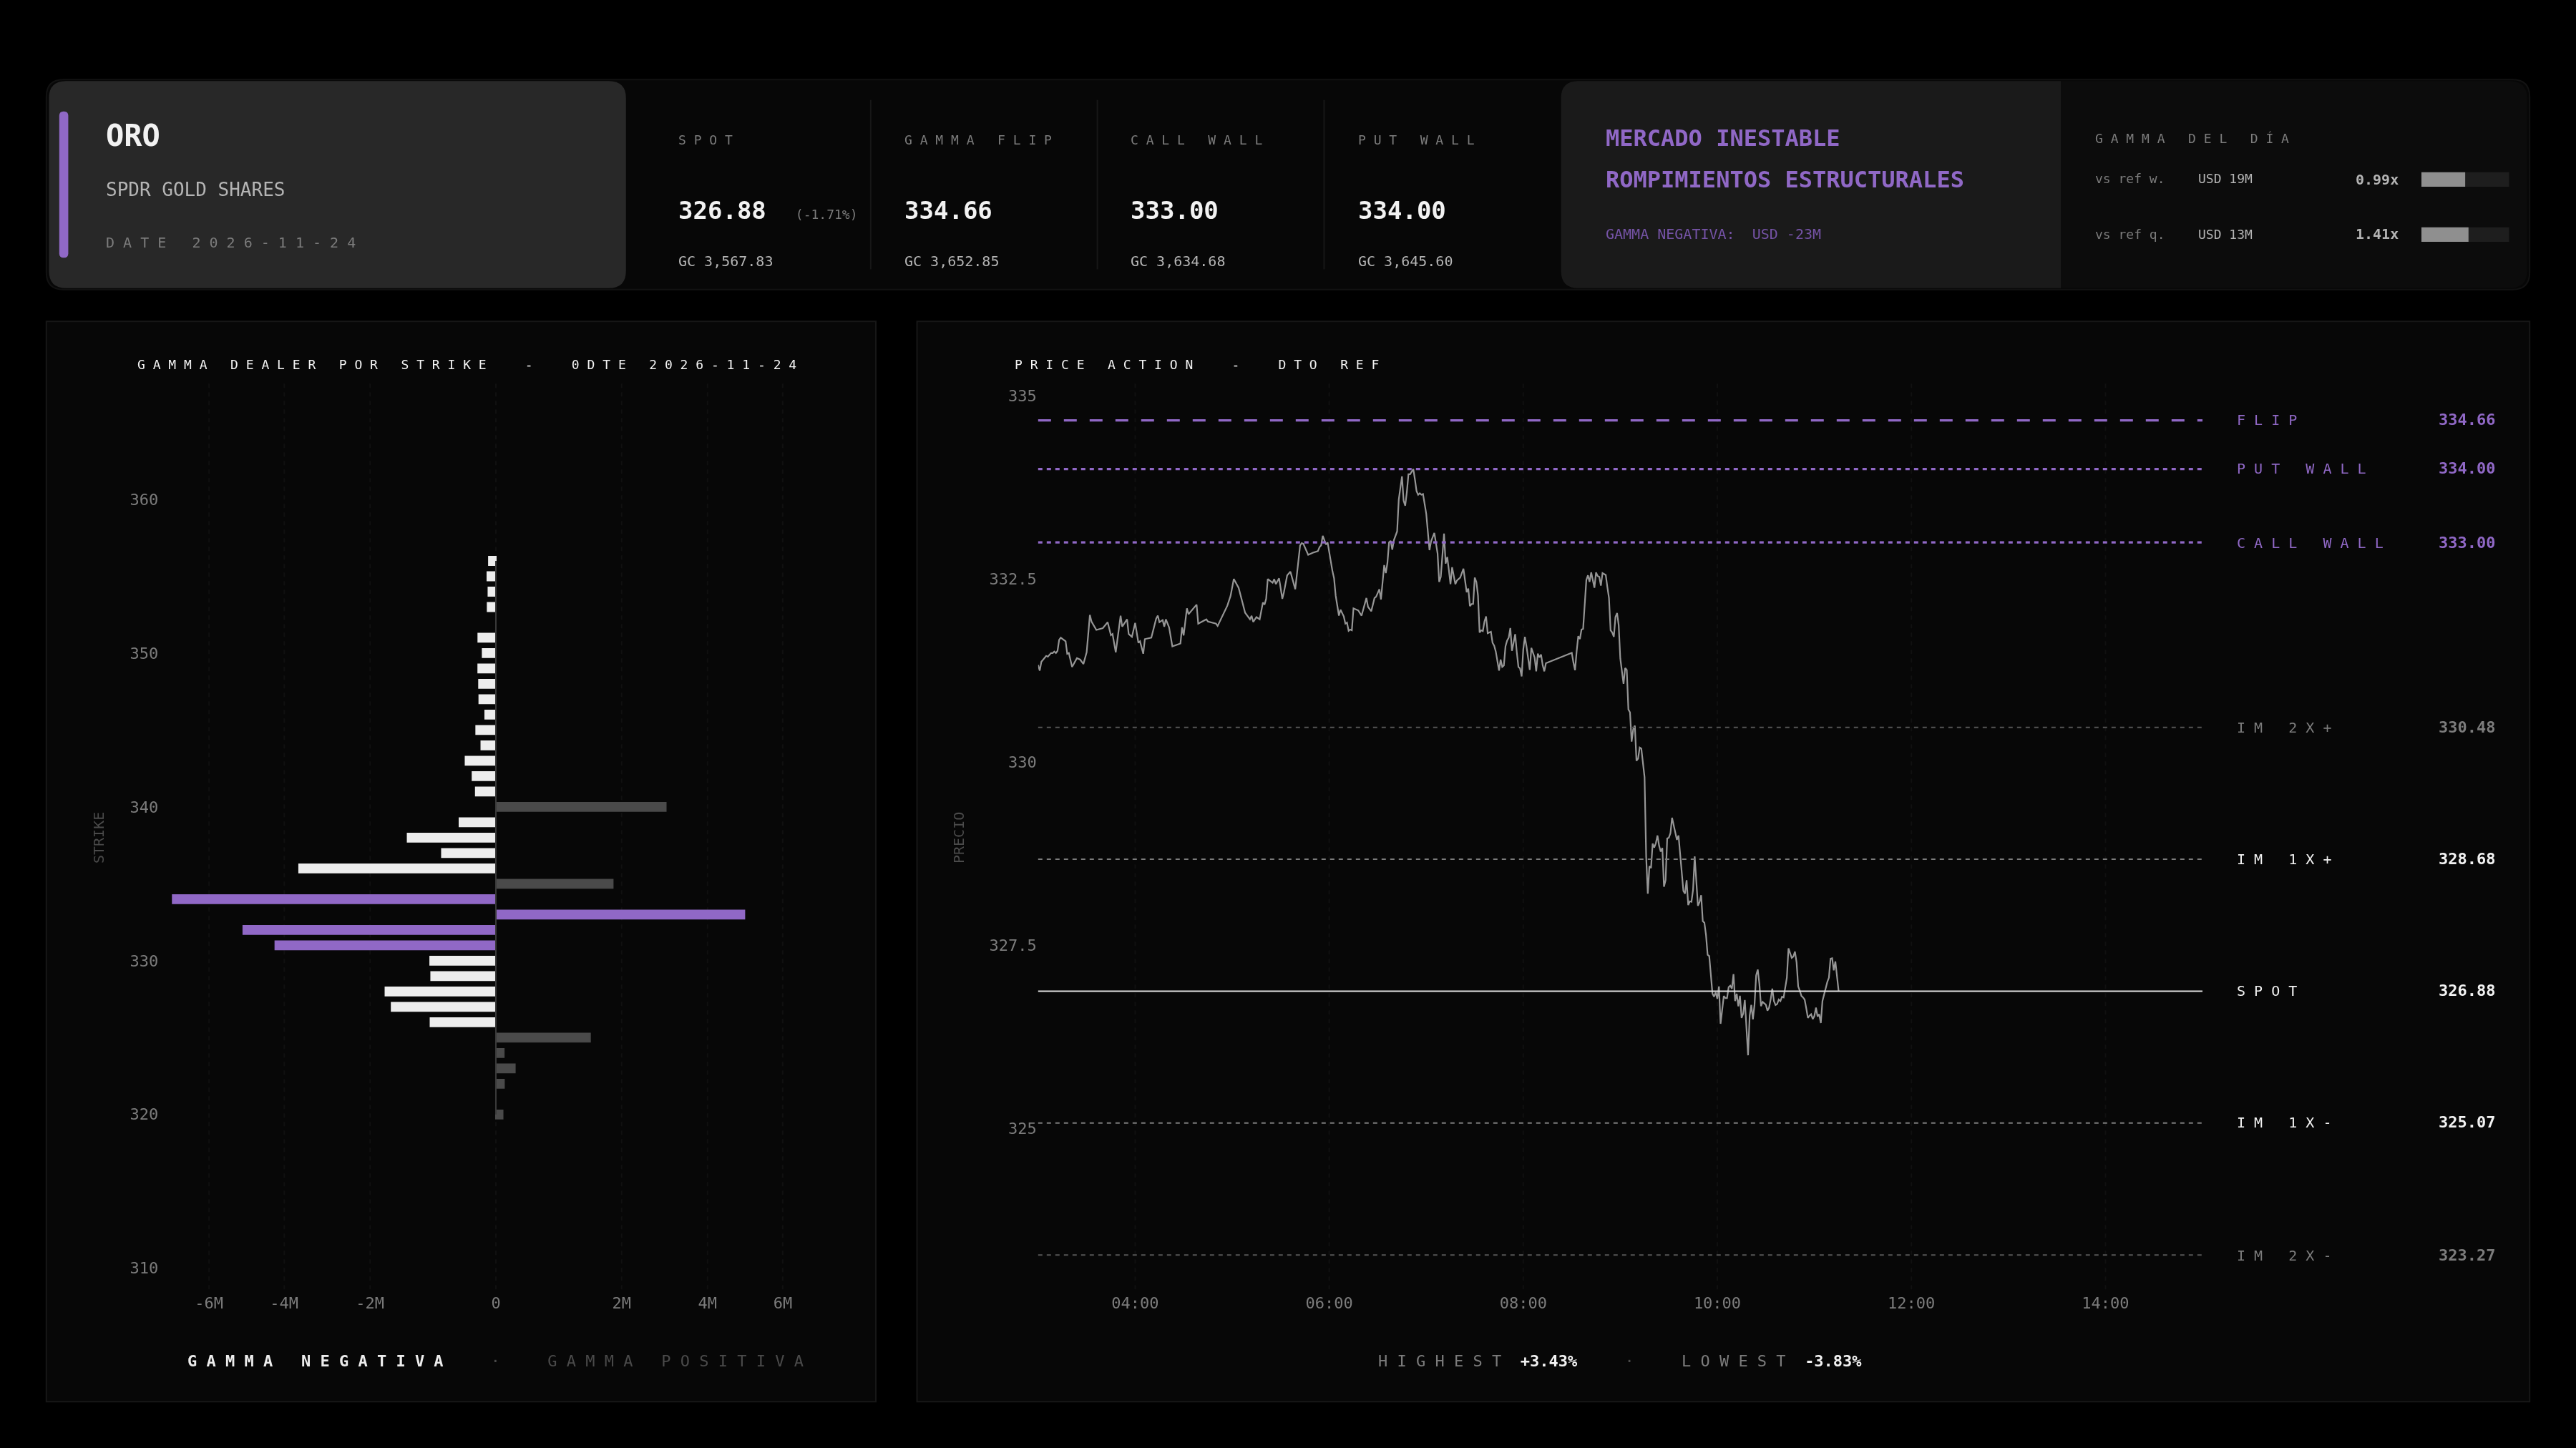 ORO
SPDR GOLD SHARES
DATE 2026-11-24
SPOT
326.88 (-1.71%)
GC 3,567.83
GAMMA FLIP
334.66
GC 3,652.85
CALL WALL
333.00
GC 3,634.68
PUT WALL
334.00
GC 3,645.60
MERCADO INESTABLE
ROMPIMIENTOS ESTRUCTURALES
GAMMA NEGATIVA: USD -23M
GAMMA DEL DÍA
vs ref w. USD 19M 0.99x
vs ref q. USD 13M 1.41x
GAMMA DEALER POR STRIKE - 0DTE 2026-11-24
STRIKE
360
350
340
330
320
310
-6M -4M -2M 0 2M 4M 6M
GAMMA NEGATIVA · GAMMA POSITIVA
PRICE ACTION - DTO REF
PRECIO
335
332.5
330
327.5
325
FLIP 334.66
PUT WALL 334.00
CALL WALL 333.00
IM 2X+ 330.48
IM 1X+ 328.68
SPOT 326.88
IM 1X- 325.07
IM 2X- 323.27
04:00 06:00 08:00 10:00 12:00 14:00
HIGHEST +3.43% · LOWEST -3.83%